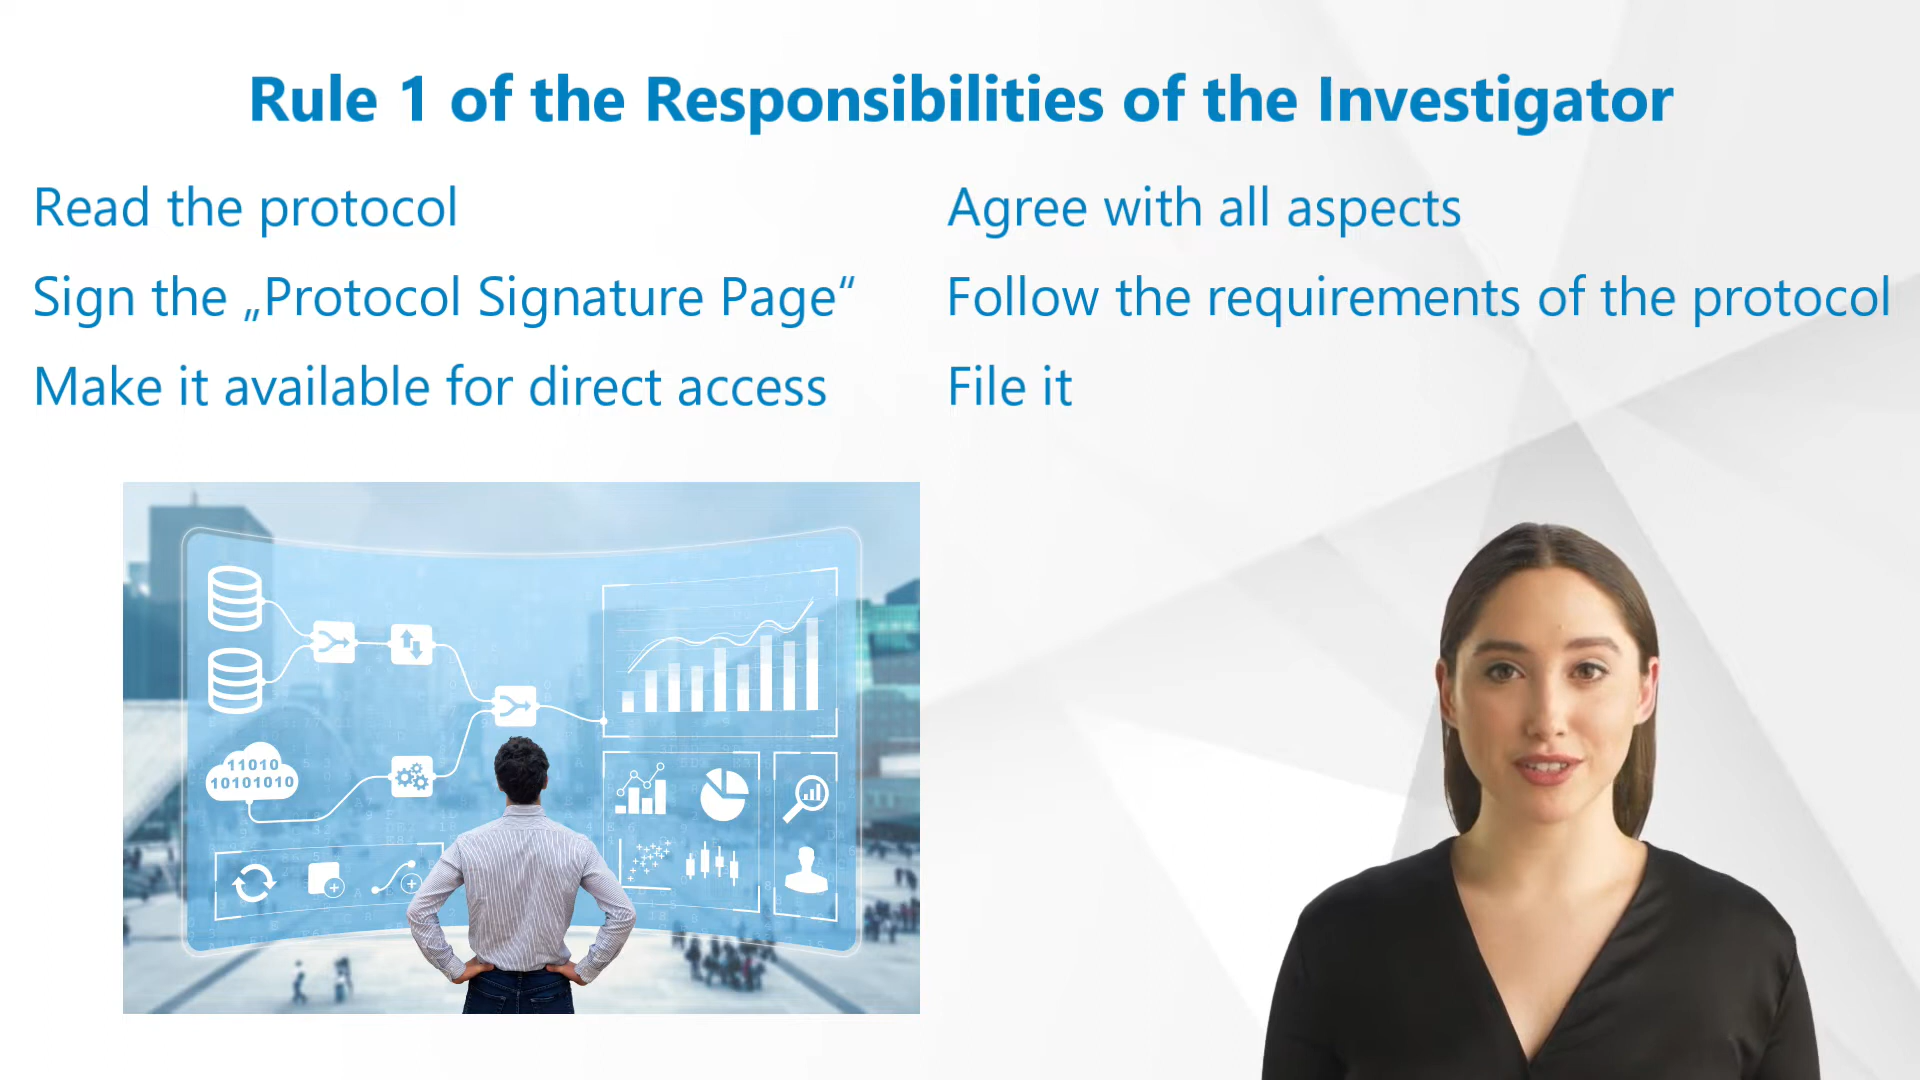 Rule 1 of the Responsibilities of the Investigator
Read the protocol
Agree with all aspects
Sign the „Protocol Signature Page“
Follow the requirements of the protocol
Make it available for direct access
File it
11010
10101010